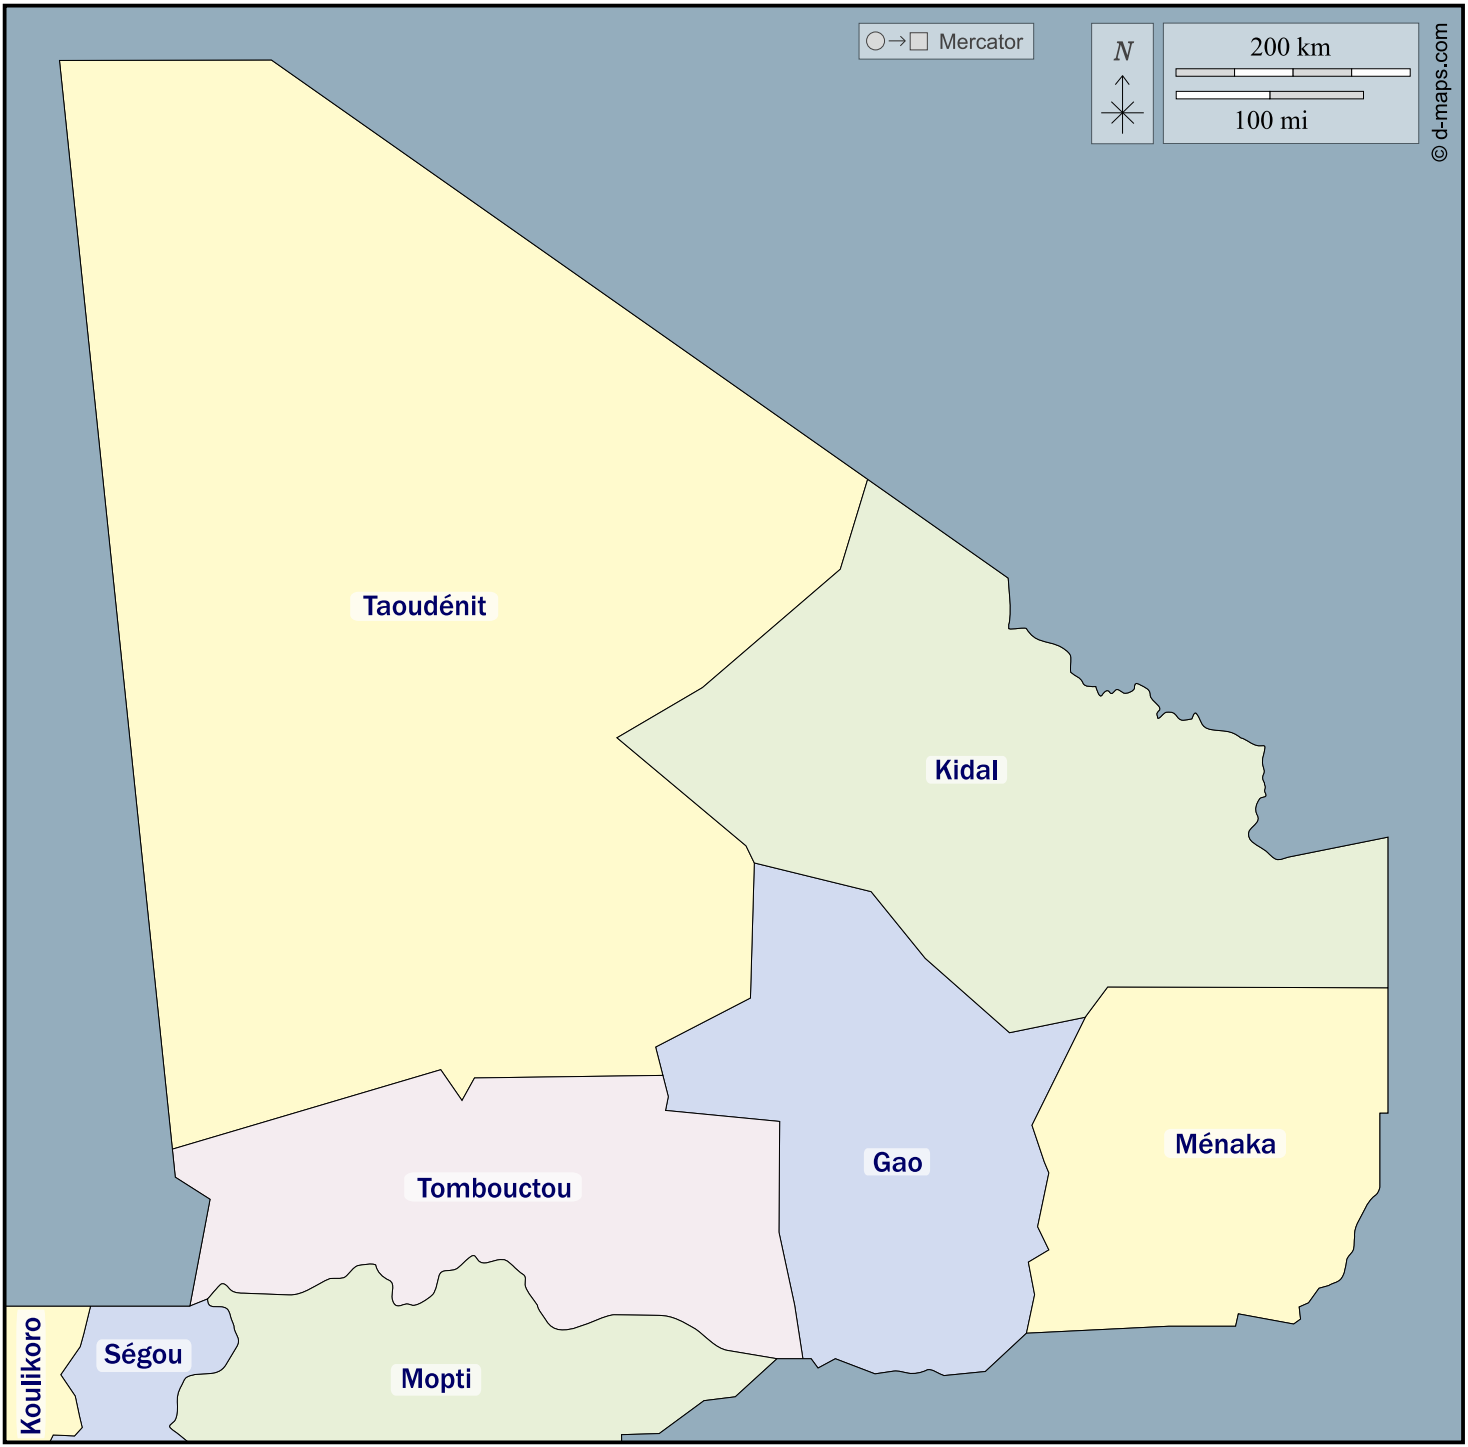 Mercator
N
200 km
100 mi
© d-maps.com
Taoudénit
Kidal
Ménaka
Gao
Tombouctou
Koulikoro
Ségou
Mopti